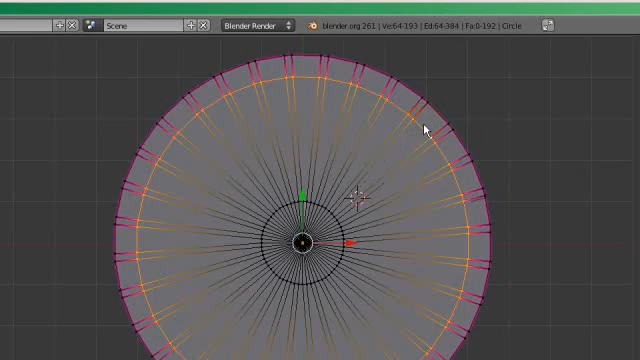 Scene Blender Render blender.org 261 | Ve:64-193 | Ed:64-384 | Fa:0-192 | Circle